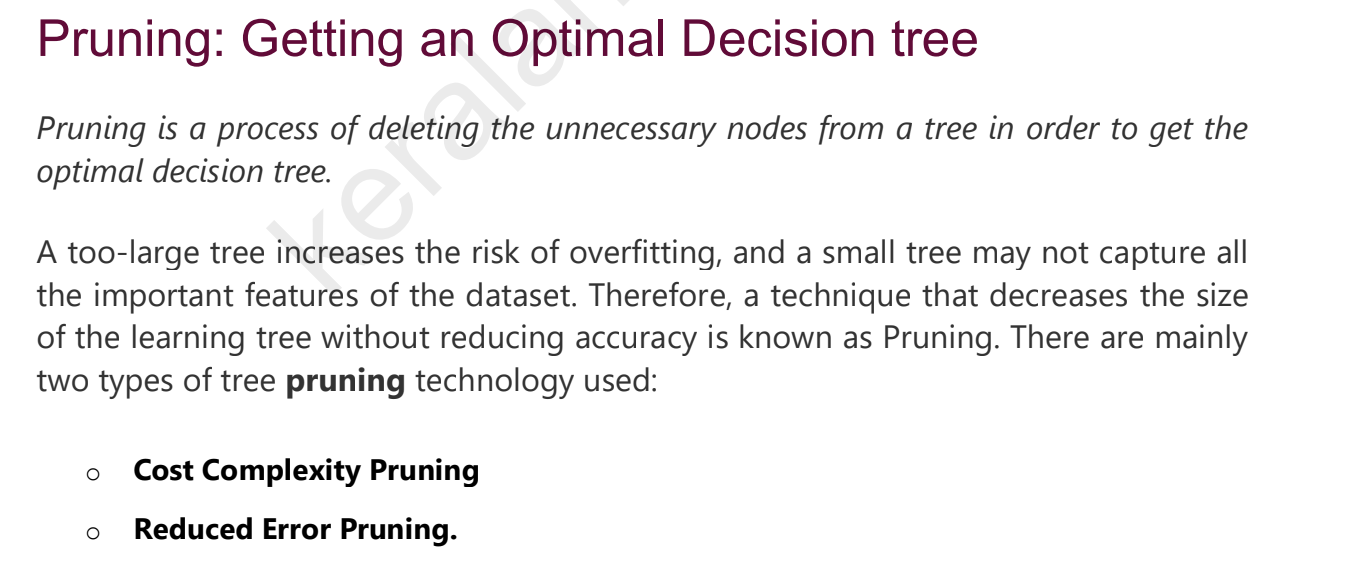 Pruning: Getting an Optimal Decision tree
Pruning is a process of deleting the unnecessary nodes from a tree in order to get the
optimal decision tree.
A too-large tree increases the risk of overfitting, and a small tree may not capture all
the important features of the dataset. Therefore, a technique that decreases the size
of the learning tree without reducing accuracy is known as Pruning. There are mainly
two types of tree pruning technology used:
○ Cost Complexity Pruning
○ Reduced Error Pruning.